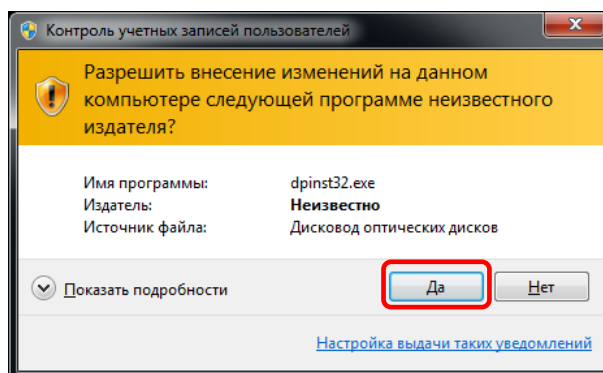 Контроль учетных записей пользователей
Разрешить внесение изменений на данном
компьютере следующей программе неизвестного
издателя?
Имя программы: dpinst32.exe
Издатель: Неизвестно
Источник файла: Дисковод оптических дисков
Показать подробности Да Нет
Настройка выдачи таких уведомлений